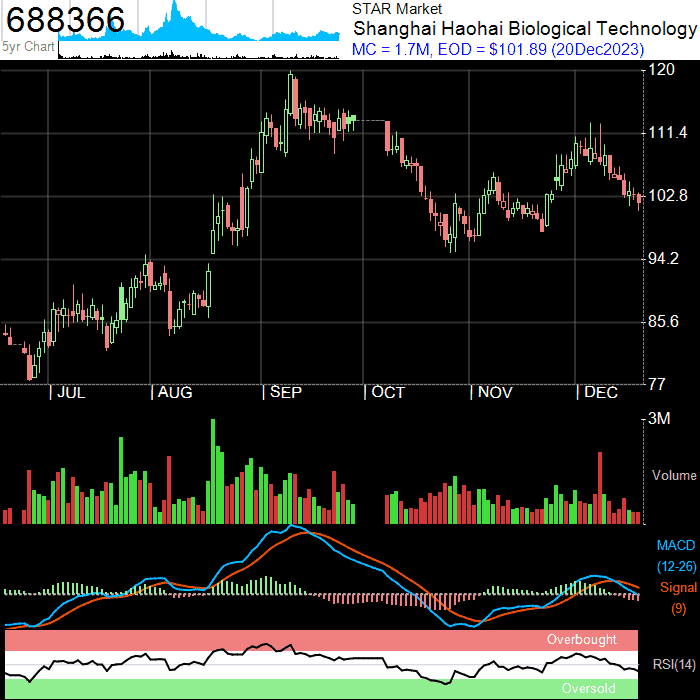 688366
5yr Chart
STAR Market
Shanghai Haohai Biological Technology
MC = 1.7M, EOD = $101.89 (20Dec2023)
120
111.4
102.8
94.2
85.6
77
| JUL | AUG | SEP | OCT | NOV | DEC
3M
Volume
MACD
(12-26)
Signal
(9)
Overbought
RSI(14)
Oversold